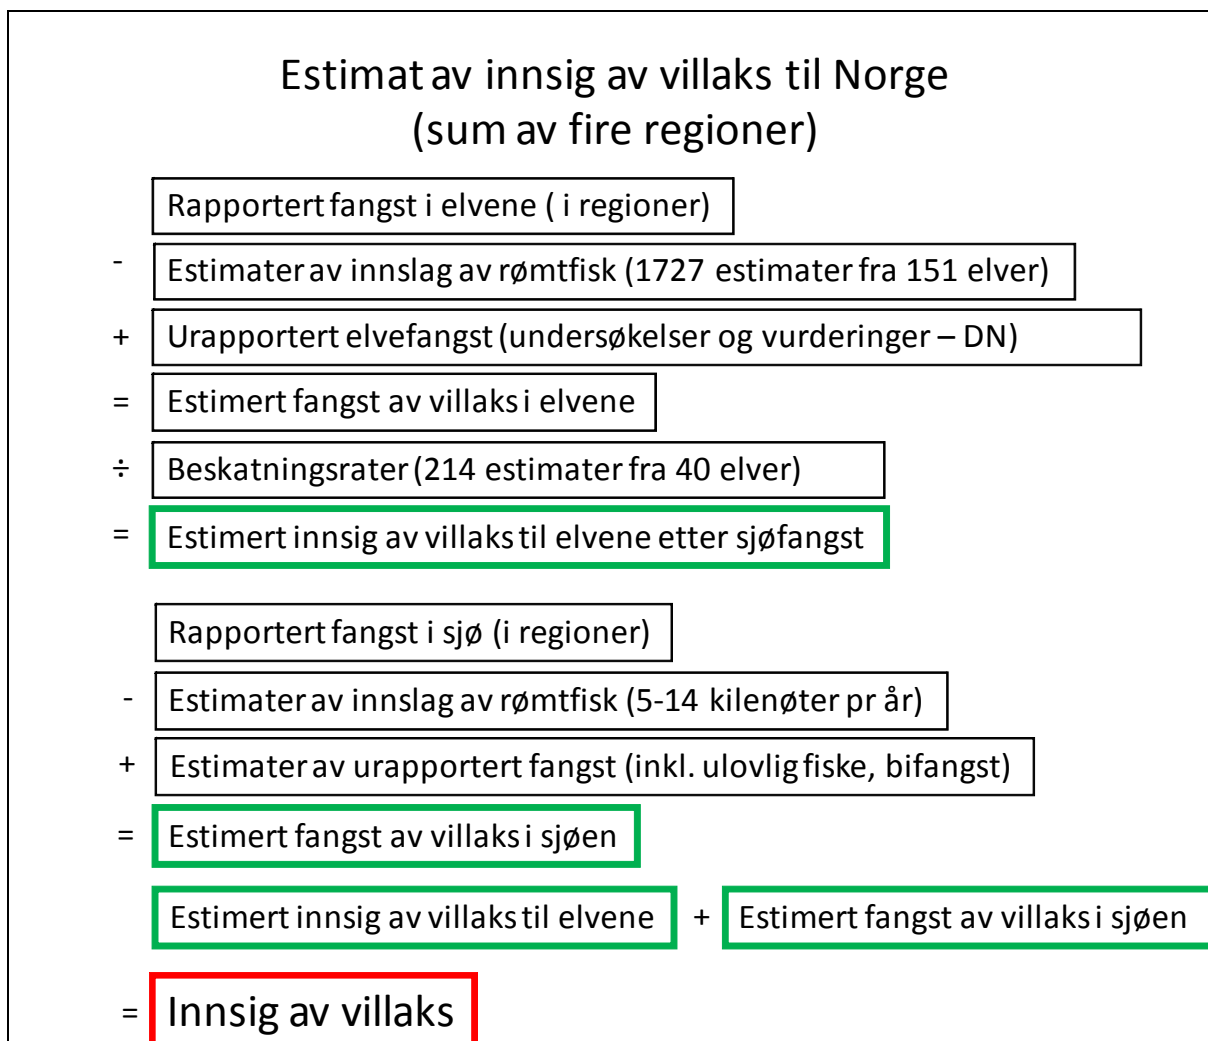 Estimat av innsig av villaks til Norge
(sum av fire regioner)
Rapportert fangst i elvene ( i regioner)
- Estimater av innslag av rømt fisk (1727 estimater fra 151 elver)
+ Urapportert elvefangst (undersøkelser og vurderinger – DN)
= Estimert fangst av villaks i elvene
÷ Beskatningsrater (214 estimater fra 40 elver)
= Estimert innsig av villaks til elvene etter sjøfangst
Rapportert fangst i sjø (i regioner)
- Estimater av innslag av rømt fisk (5-14 kilenøter pr år)
+ Estimater av urapportert fangst (inkl. ulovlig fiske, bifangst)
= Estimert fangst av villaks i sjøen
Estimert innsig av villaks til elvene + Estimert fangst av villaks i sjøen
= Innsig av villaks